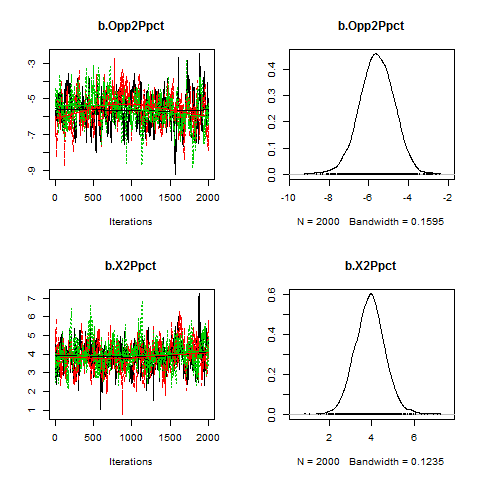 b.Opp2Ppct
b.Opp2Ppct
-3
-5
-7
-9
0 500 1000 1500 2000
Iterations
0.4
0.3
0.2
0.1
0.0
-10 -8 -6 -4 -2
N = 2000 Bandwidth = 0.1595
b.X2Ppct
b.X2Ppct
7
6
5
4
3
2
1
0 500 1000 1500 2000
Iterations
0.6
0.4
0.2
0.0
2 4 6
N = 2000 Bandwidth = 0.1235